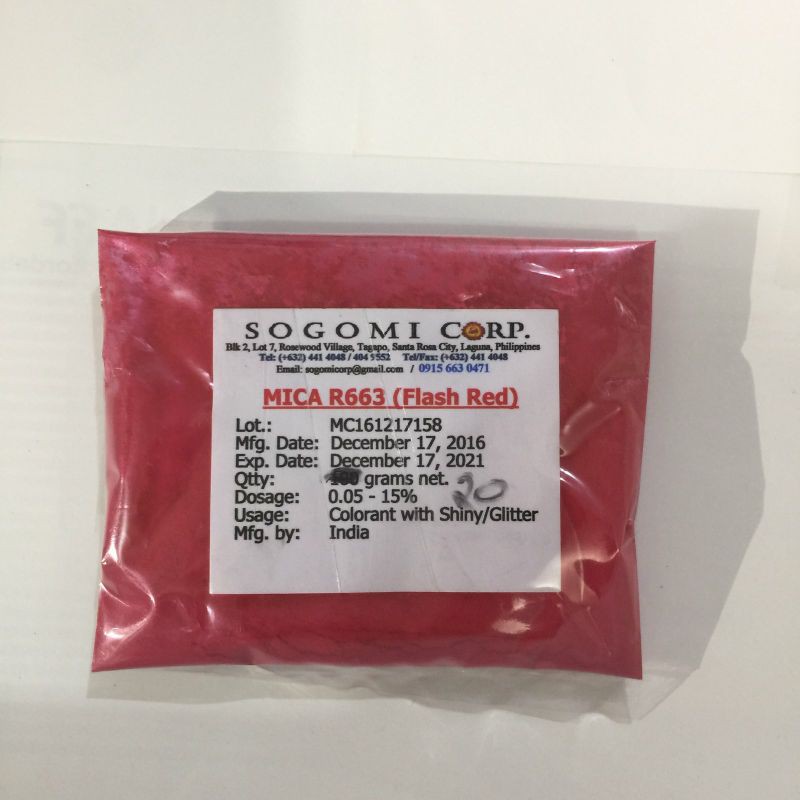 SOGOMI CORP.
Blk 2, Lot 7, Rosewood Village, Tagapo, Santa Rosa City, Laguna, Philippines
Tel: (+632) 441 4048 / 404 9552 Tel/Fax: (+632) 441 4048
Email: sogomicorp@gmail.com / 0915 663 0471
MICA R663 (Flash Red)
Lot.: MC161217158
Mfg. Date: December 17, 2016
Exp. Date: December 17, 2021
Qtty: grams net. 20
Dosage: 0.05 - 15%
Usage: Colorant with Shiny/Glitter
Mfg. by: India